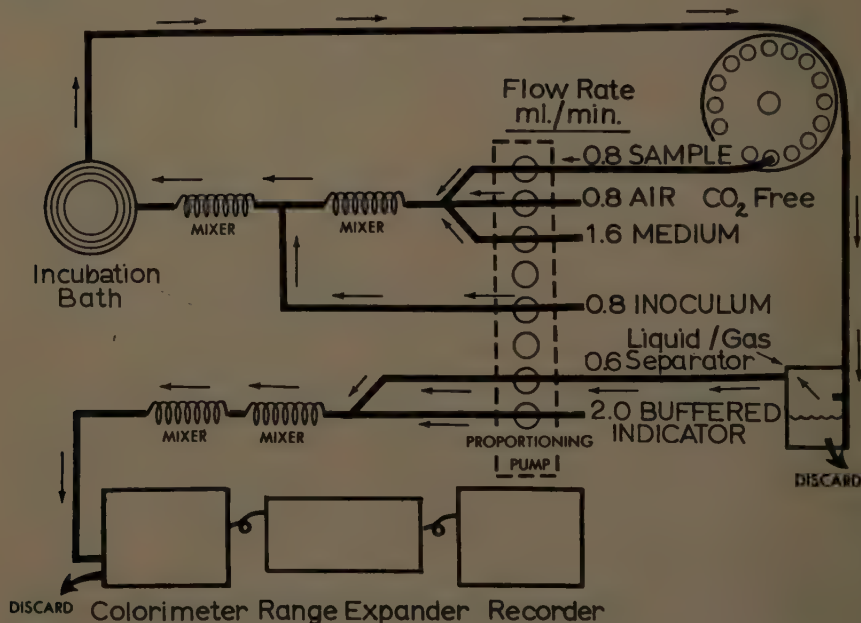 Flow Rate
ml./min.
0.8 SAMPLE
0.8 AIR CO₂ Free
MIXER
MIXER
1.6 MEDIUM
Incubation
Bath
0.8 INOCULUM
Liquid / Gas
0.6 Separator
2.0 BUFFERED
INDICATOR
MIXER
MIXER
PROPORTIONING
PUMP
DISCARD
DISCARD
Colorimeter
Range Expander
Recorder